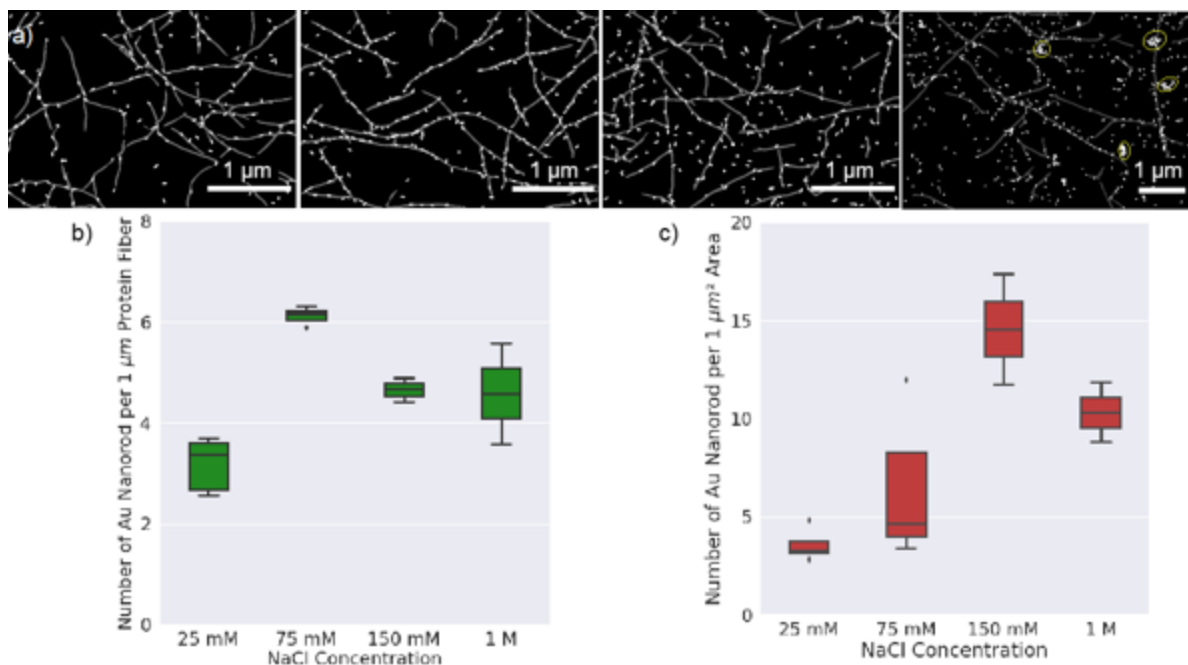 a)
1 μm
1 μm
1 μm
1 μm
b)
Number of Au Nanorod per 1 μm Protein Fiber
8
6
4
2
0
25 mM
75 mM
150 mM
1 M
NaCl Concentration
c)
Number of Au Nanorod per 1 μm² Area
20
15
10
5
0
25 mM
75 mM
150 mM
1 M
NaCl Concentration